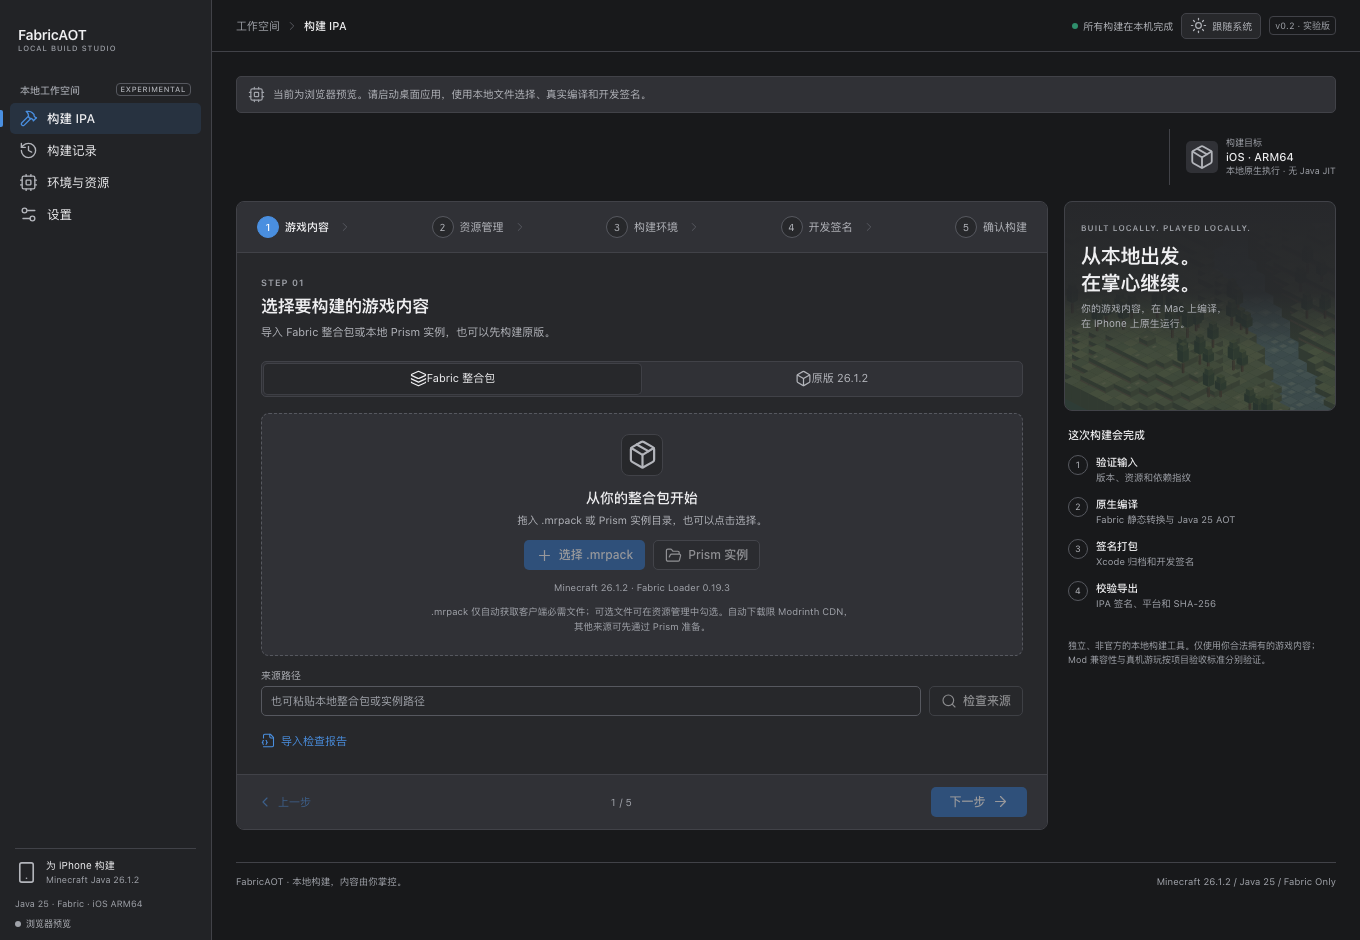 FabricAOT
LOCAL BUILD STUDIO
本地工作空间
EXPERIMENTAL
构建 IPA
构建记录
环境与资源
设置
为 iPhone 构建
Minecraft Java 26.1.2
Java 25 · Fabric · iOS ARM64
浏览器预览
工作空间
构建 IPA
所有构建在本机完成
跟随系统
v0.2 · 实验版
当前为浏览器预览。请启动桌面应用，使用本地文件选择、真实编译和开发签名。
构建目标
iOS · ARM64
本地原生执行 · 无 Java JIT
1 游戏内容
2 资源管理
3 构建环境
4 开发签名
5 确认构建
STEP 01
选择要构建的游戏内容
导入 Fabric 整合包或本地 Prism 实例，也可以先构建原版。
Fabric 整合包
原版 26.1.2
从你的整合包开始
拖入 .mrpack 或 Prism 实例目录，也可以点击选择。
选择 .mrpack
Prism 实例
Minecraft 26.1.2 · Fabric Loader 0.19.3
.mrpack 仅自动获取客户端必需文件；可选文件可在资源管理中勾选。自动下载限 Modrinth CDN，
其他来源可先通过 Prism 准备。
来源路径
也可粘贴本地整合包或实例路径
检查来源
导入检查报告
上一步
1 / 5
下一步
BUILT LOCALLY. PLAYED LOCALLY.
从本地出发。
在掌心继续。
你的游戏内容，在 Mac 上编译，
在 iPhone 上原生运行。
这次构建会完成
1 验证输入
版本、资源和依赖指纹
2 原生编译
Fabric 静态转换与 Java 25 AOT
3 签名打包
Xcode 归档和开发签名
4 校验导出
IPA 签名、平台和 SHA-256
独立、非官方的本地构建工具。仅使用你合法拥有的游戏内容；
Mod 兼容性与真机游玩按项目验收标准分别验证。
FabricAOT · 本地构建，内容由你掌控。
Minecraft 26.1.2 / Java 25 / Fabric Only